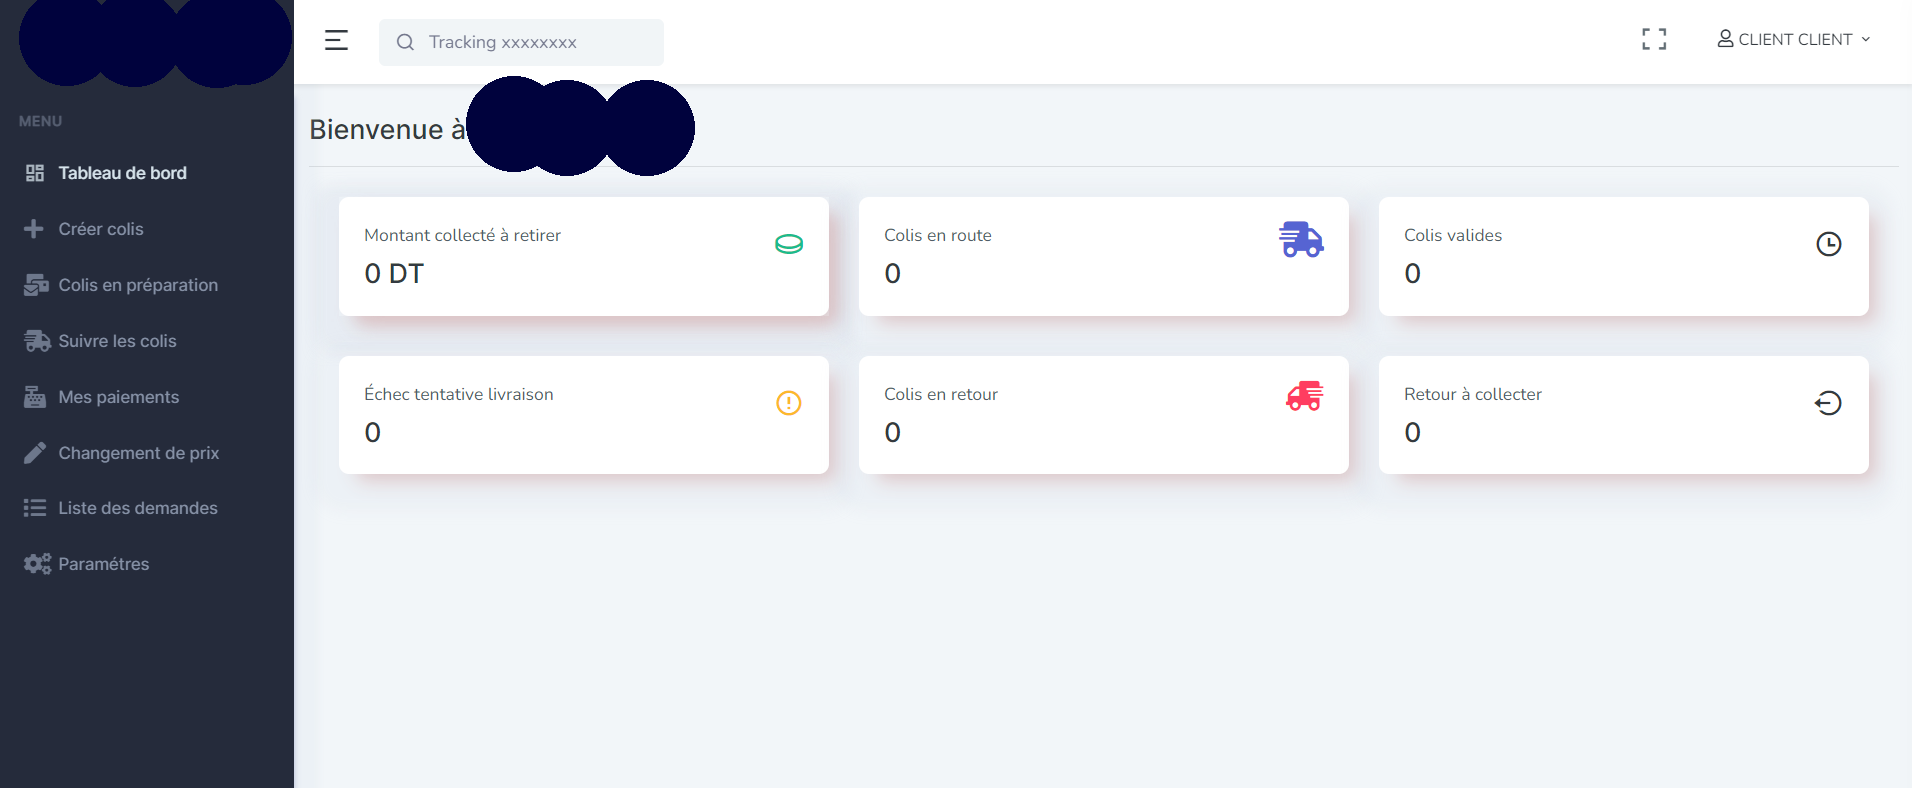 Tracking xxxxxxxx
CLIENT CLIENT
MENU
Tableau de bord
Créer colis
Colis en préparation
Suivre les colis
Mes paiements
Changement de prix
Liste des demandes
Paramétres
Bienvenue à
Montant collecté à retirer
0 DT
Colis en route
0
Colis valides
0
Échec tentative livraison
0
Colis en retour
0
Retour à collecter
0